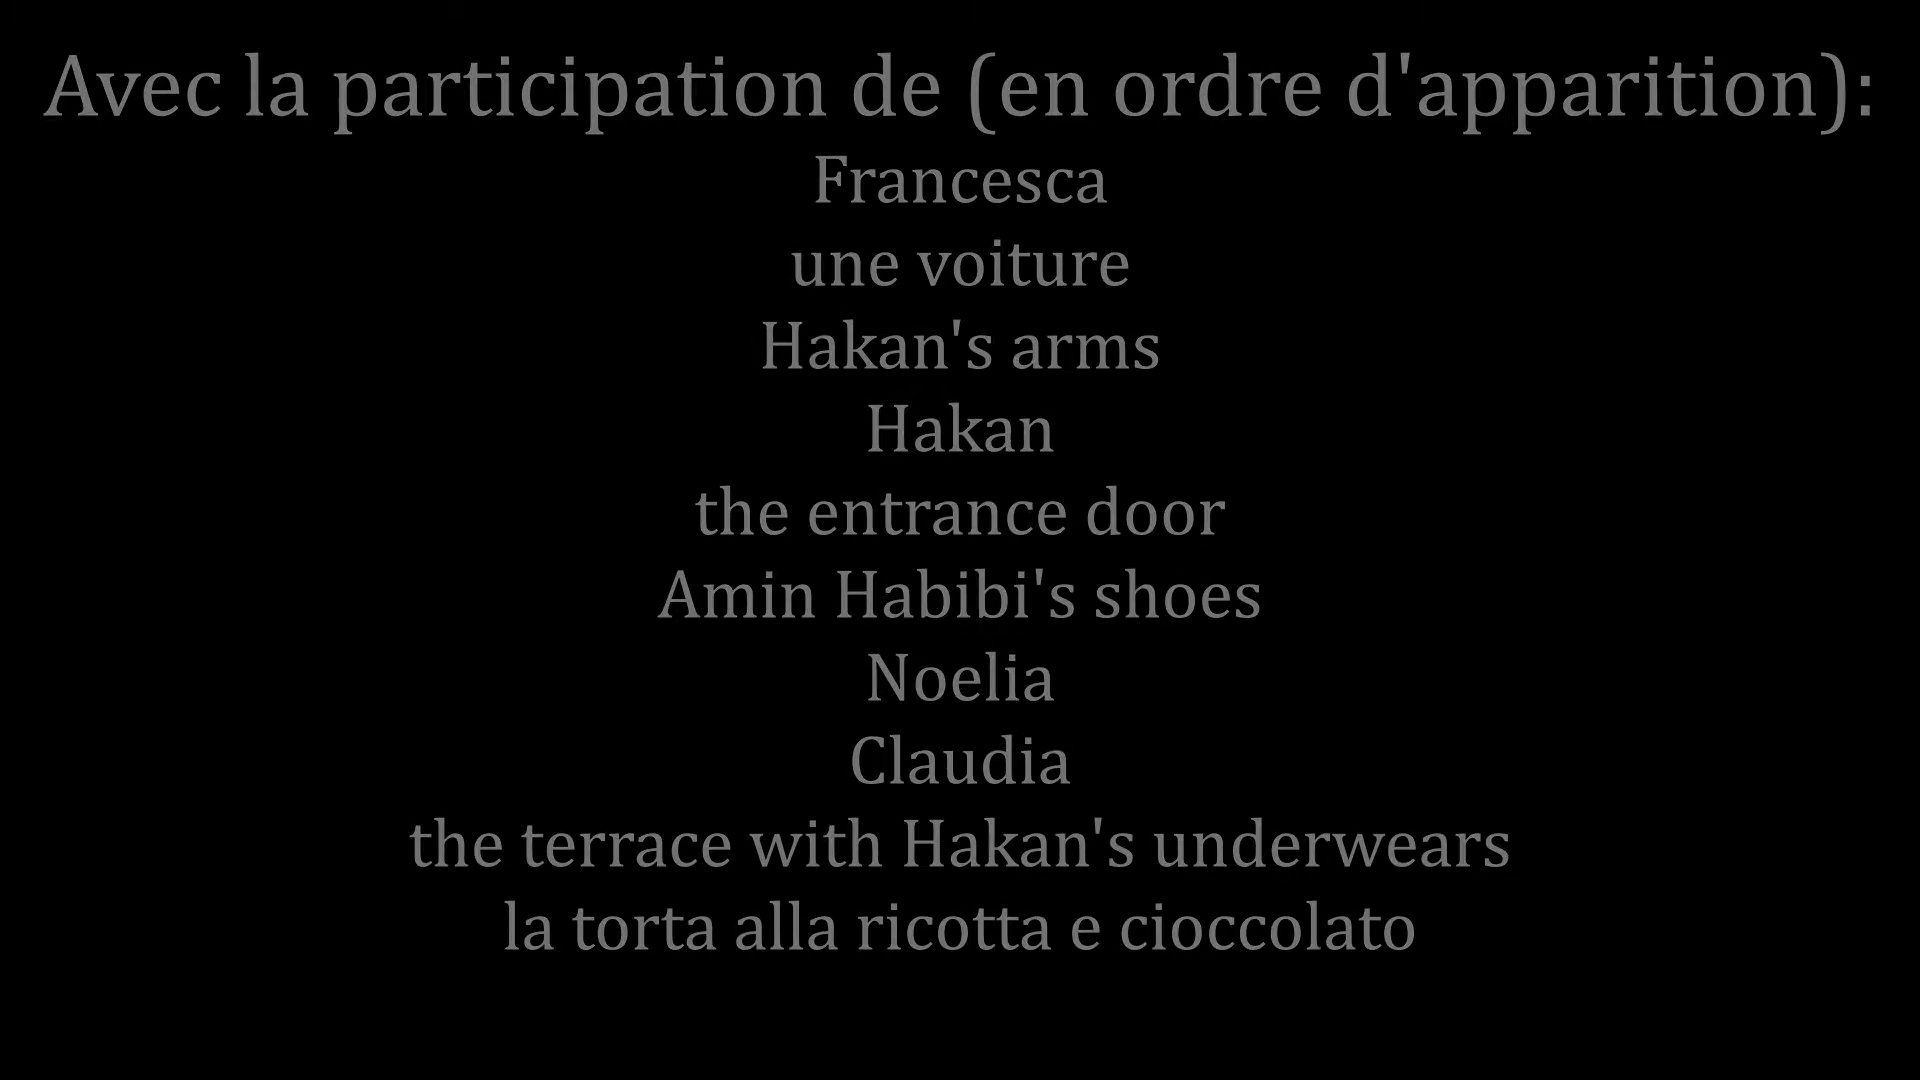 Avec la participation de (en ordre d'apparition):
Francesca
une voiture
Hakan's arms
Hakan
the entrance door
Amin Habibi's shoes
Noelia
Claudia
the terrace with Hakan's underwears
la torta alla ricotta e cioccolato